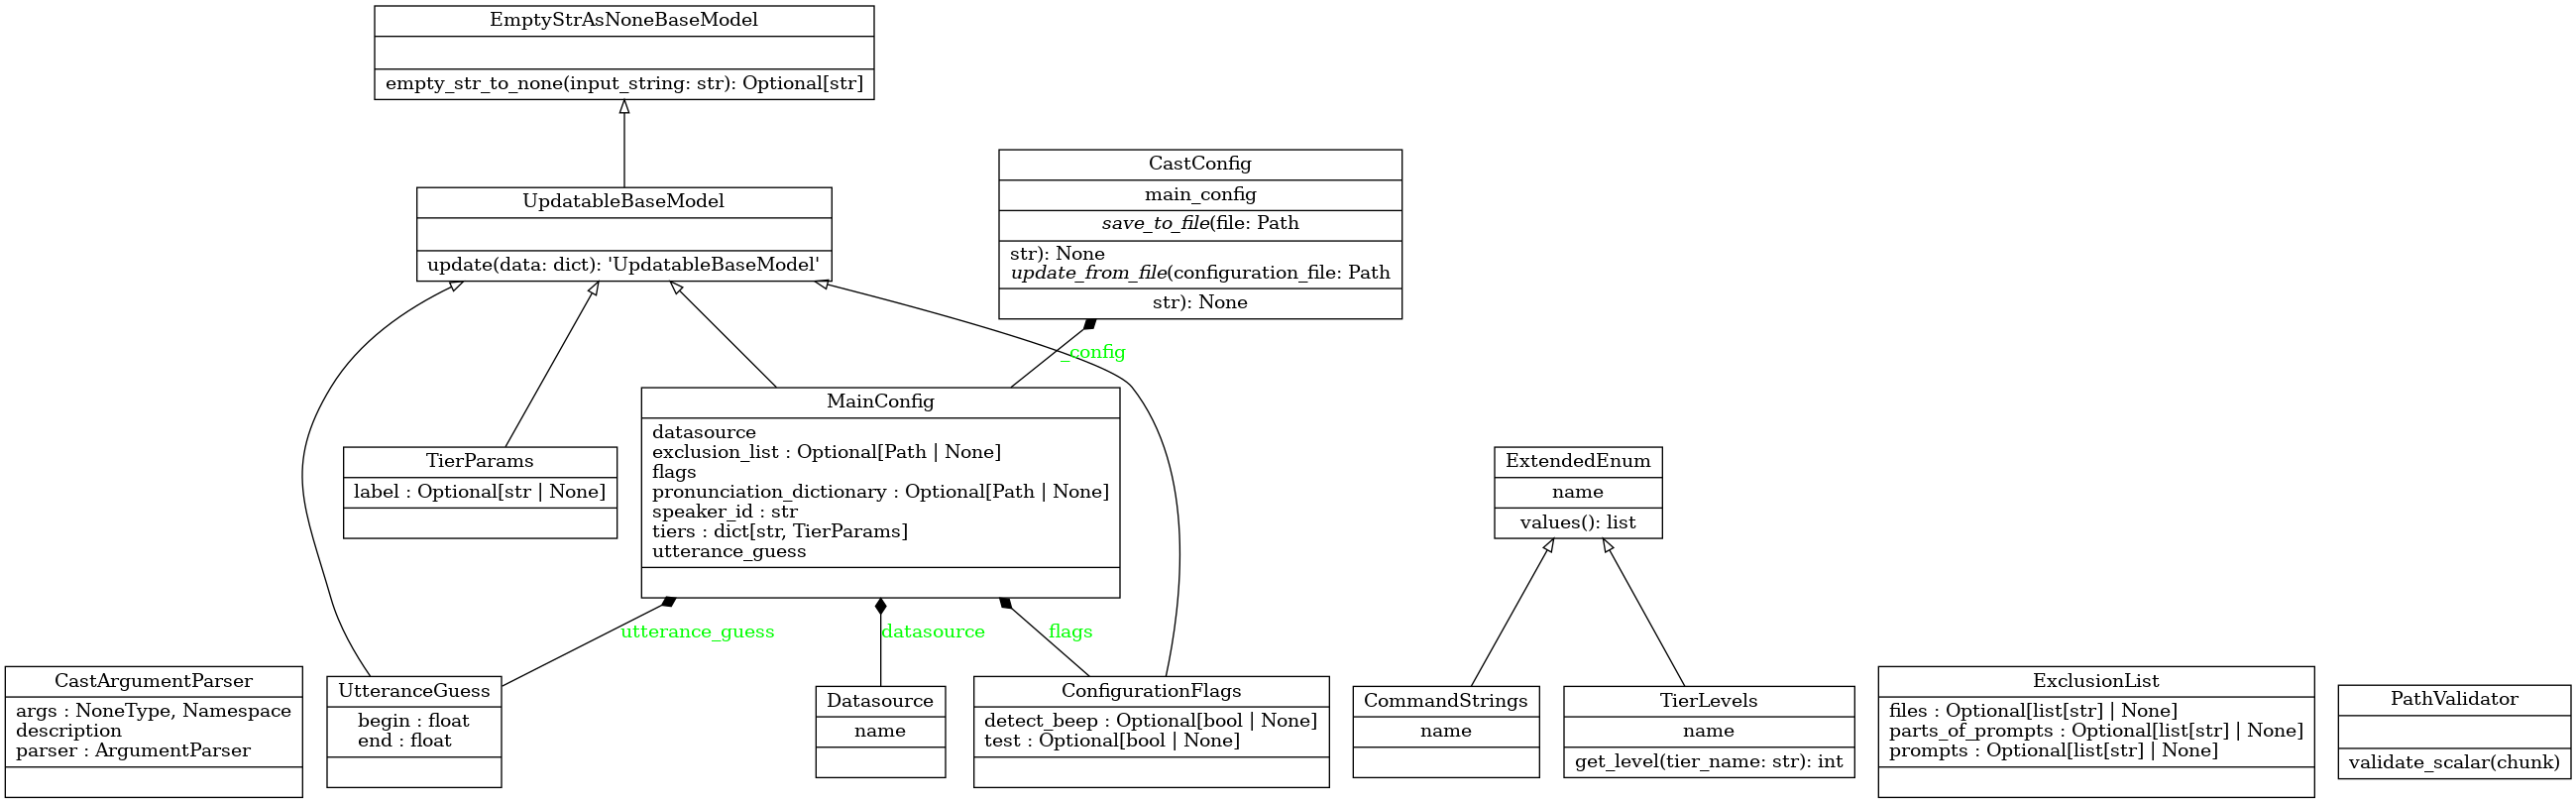 EmptyStrAsNoneBaseModel
empty_str_to_none(input_string: str): Optional[str]
UpdatableBaseModel
update(data: dict): 'UpdatableBaseModel'
CastConfig
main_config
save_to_file(file: Path
str): None
update_from_file(configuration_file: Path
str): None
_config
MainConfig
datasource
exclusion_list : Optional[Path | None]
flags
pronunciation_dictionary : Optional[Path | None]
speaker_id : str
tiers : dict[str, TierParams]
utterance_guess
TierParams
label : Optional[str | None]
ExtendedEnum
name
values(): list
utterance_guess
datasource
flags
CastArgumentParser
args : NoneType, Namespace
description
parser : ArgumentParser
UtteranceGuess
begin : float
end : float
Datasource
name
ConfigurationFlags
detect_beep : Optional[bool | None]
test : Optional[bool | None]
CommandStrings
name
TierLevels
name
get_level(tier_name: str): int
ExclusionList
files : Optional[list[str] | None]
parts_of_prompts : Optional[list[str] | None]
prompts : Optional[list[str] | None]
PathValidator
validate_scalar(chunk)